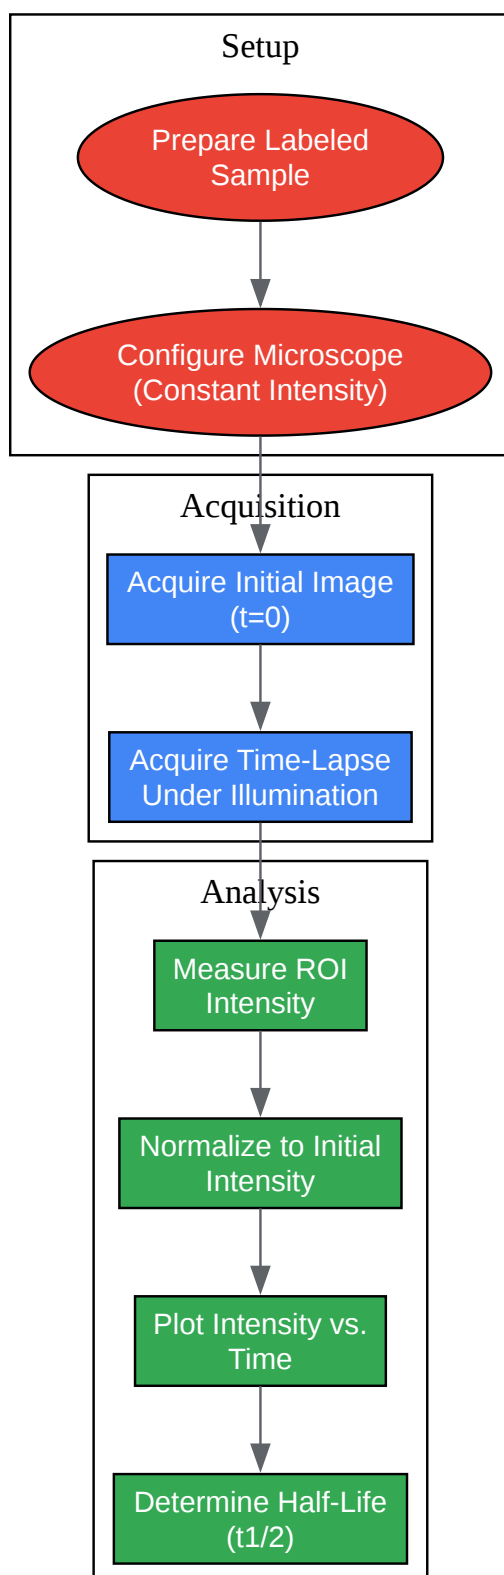 Setup
Prepare Labeled
Sample
Configure Microscope
(Constant Intensity)
Acquisition
Acquire Initial Image
(t=0)
Acquire Time-Lapse
Under Illumination
Analysis
Measure ROI
Intensity
Normalize to Initial
Intensity
Plot Intensity vs.
Time
Determine Half-Life
(t1/2)